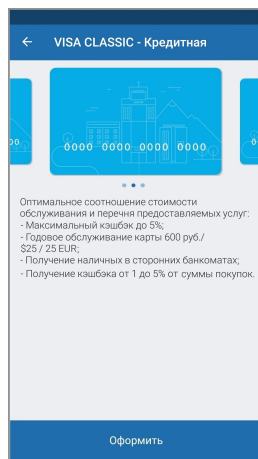 VISA CLASSIC - Кредитная
0000 0000 0000 0000
Оптимальное соотношение стоимости
обслуживания и перечня предоставляемых услуг:
- Максимальный кэшбэк до 5%;
- Годовое обслуживание карты 600 руб./
$25 / 25 EUR;
- Получение наличных в сторонних банкоматах;
- Получение кэшбэка от 1 до 5% от суммы покупок.
Оформить